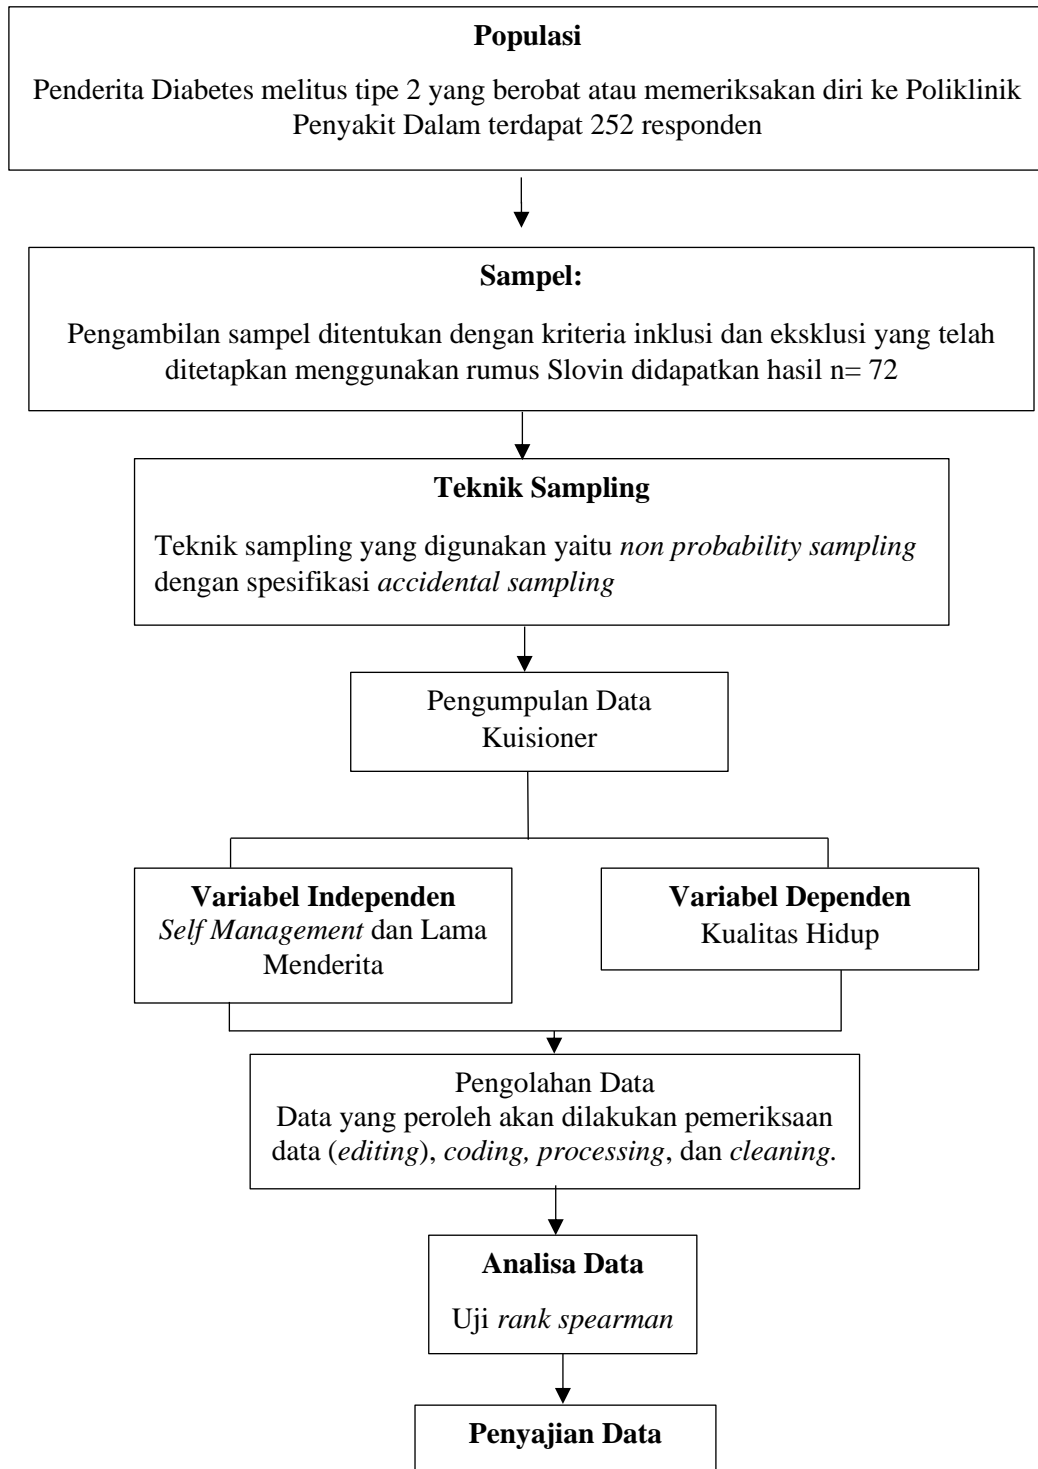 Populasi
Penderita Diabetes melitus tipe 2 yang berobat atau memeriksakan diri ke Poliklinik
Penyakit Dalam terdapat 252 responden
Sampel:
Pengambilan sampel ditentukan dengan kriteria inklusi dan eksklusi yang telah
ditetapkan menggunakan rumus Slovin didapatkan hasil n= 72
Teknik Sampling
Teknik sampling yang digunakan yaitu non probability sampling
dengan spesifikasi accidental sampling
Pengumpulan Data
Kuisioner
Variabel Independen
Self Management dan Lama
Menderita
Variabel Dependen
Kualitas Hidup
Pengolahan Data
Data yang peroleh akan dilakukan pemeriksaan
data (editing), coding, processing, dan cleaning.
Analisa Data
Uji rank spearman
Penyajian Data